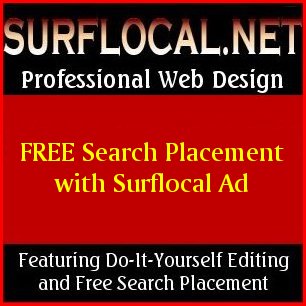 SURFLOCAL.NET
Professional Web Design
FREE Search Placement
with Surflocal Ad
Featuring Do-It-Yourself Editing
and Free Search Placement